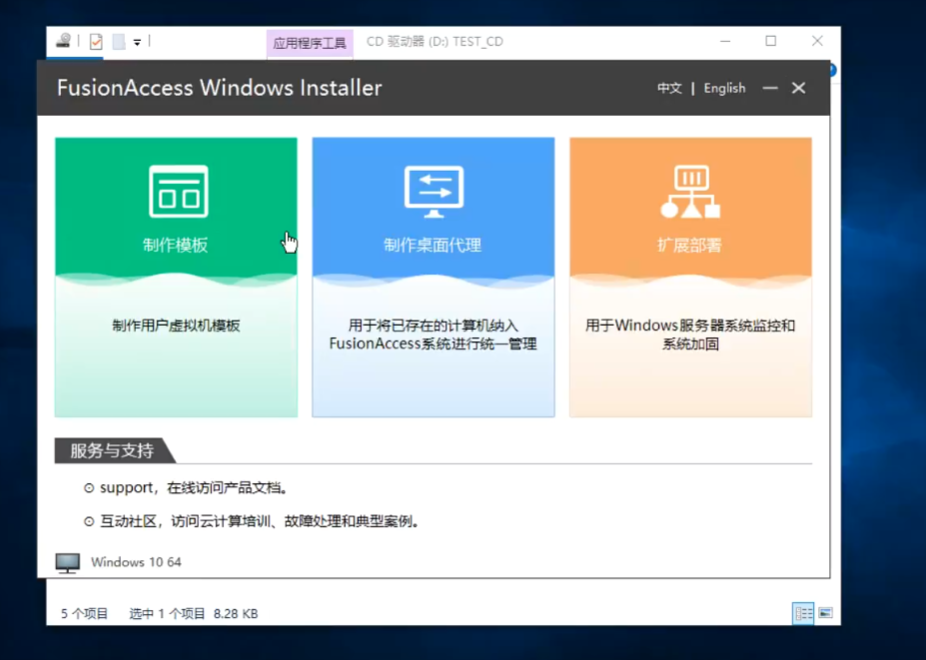 应用程序工具
CD 驱动器 (D:) TEST_CD
FusionAccess Windows Installer
中文 | English
制作模板
制作用户虚拟机模板
制作桌面代理
用于将已存在的计算机纳入
FusionAccess系统进行统一管理
扩展部署
用于Windows服务器系统监控和
系统加固
服务与支持
support，在线访问产品文档。
互动社区，访问云计算培训、故障处理和典型案例。
Windows 10 64
5 个项目 选中 1 个项目 8.28 KB